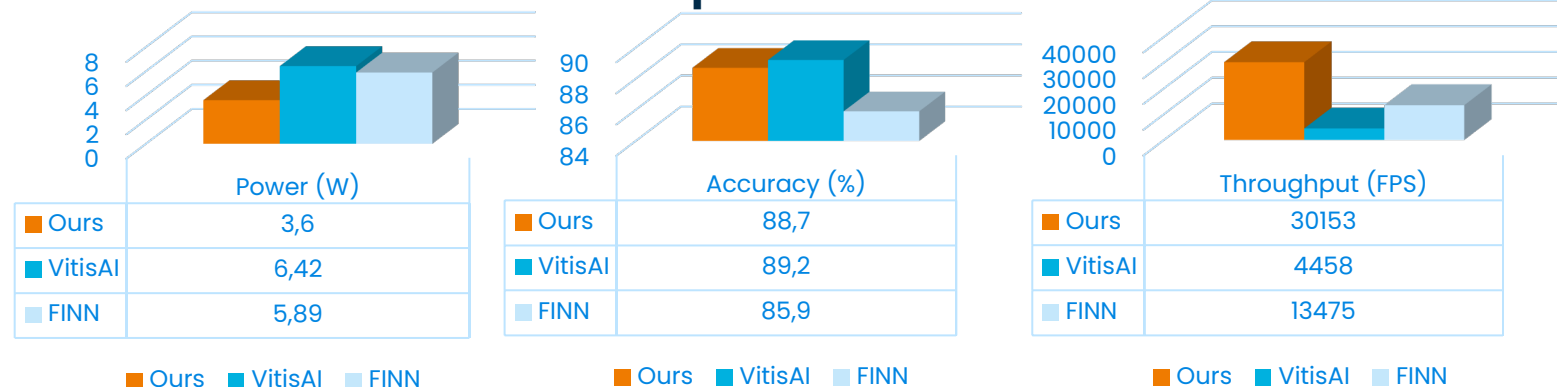 8
6
4
2
0
Power (W)
Ours 3,6
VitisAI 6,42
FINN 5,89
Ours VitisAI FINN
90
88
86
84
Accuracy (%)
Ours 88,7
VitisAI 89,2
FINN 85,9
Ours VitisAI FINN
40000
30000
20000
10000
0
Throughput (FPS)
Ours 30153
VitisAI 4458
FINN 13475
Ours VitisAI FINN